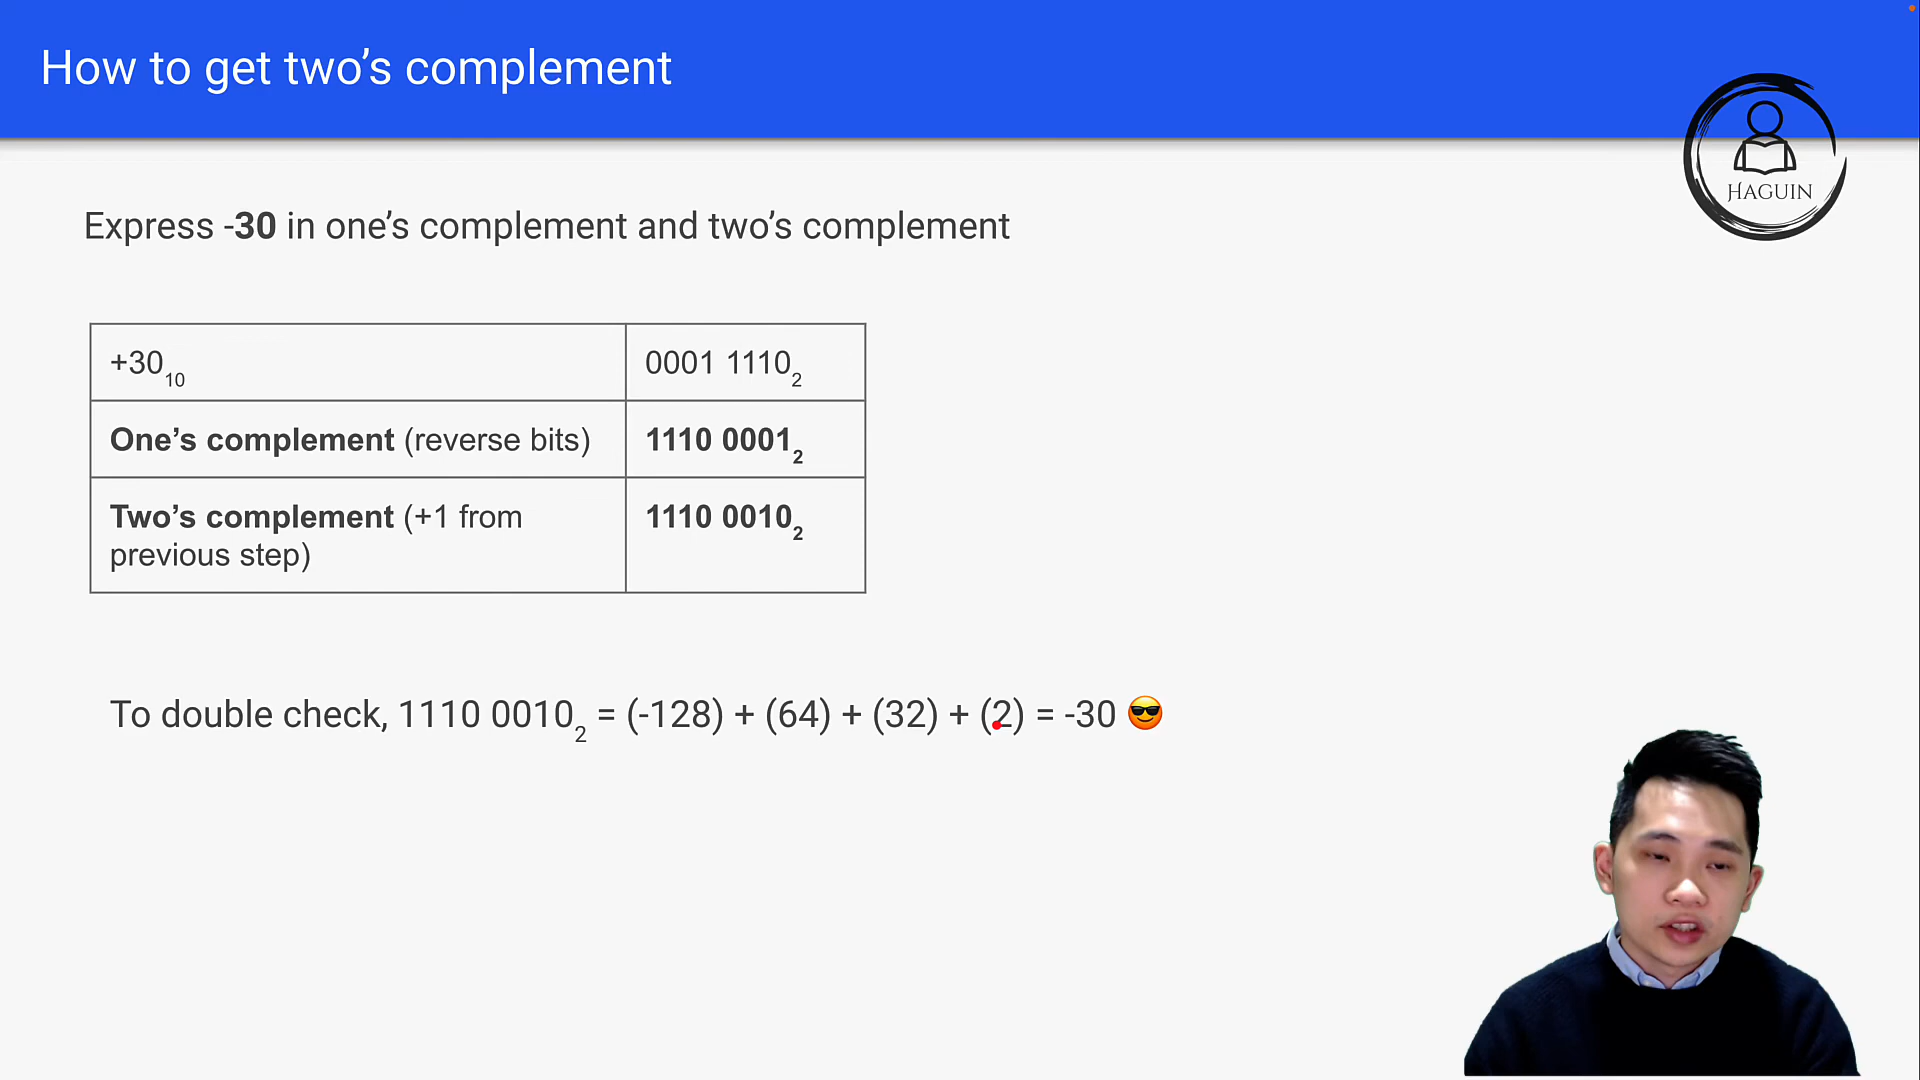 How to get two’s complement
HAGUIN
Express -30 in one’s complement and two’s complement
+30₁₀ 0001 1110₂
One’s complement (reverse bits) 1110 0001₂
Two’s complement (+1 from 1110 0010₂
previous step)
To double check, 1110 0010₂ = (-128) + (64) + (32) + (2) = -30 😎